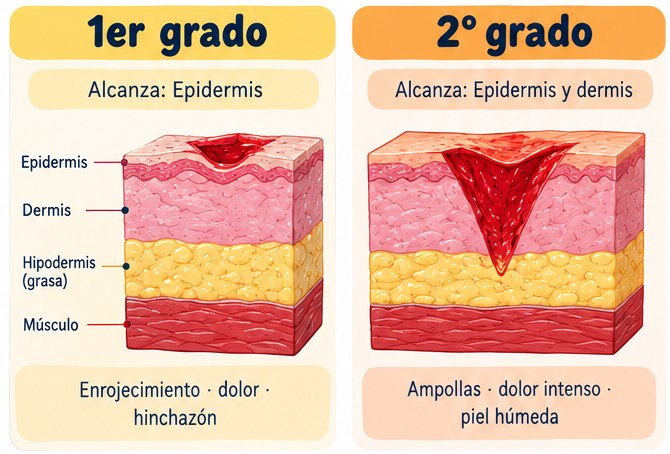 1er grado
Alcanza: Epidermis
Epidermis
Dermis
Hipodermis
(grasa)
Músculo
Enrojecimiento · dolor ·
hinchazón
2° grado
Alcanza: Epidermis y dermis
Ampollas · dolor intenso ·
piel húmeda